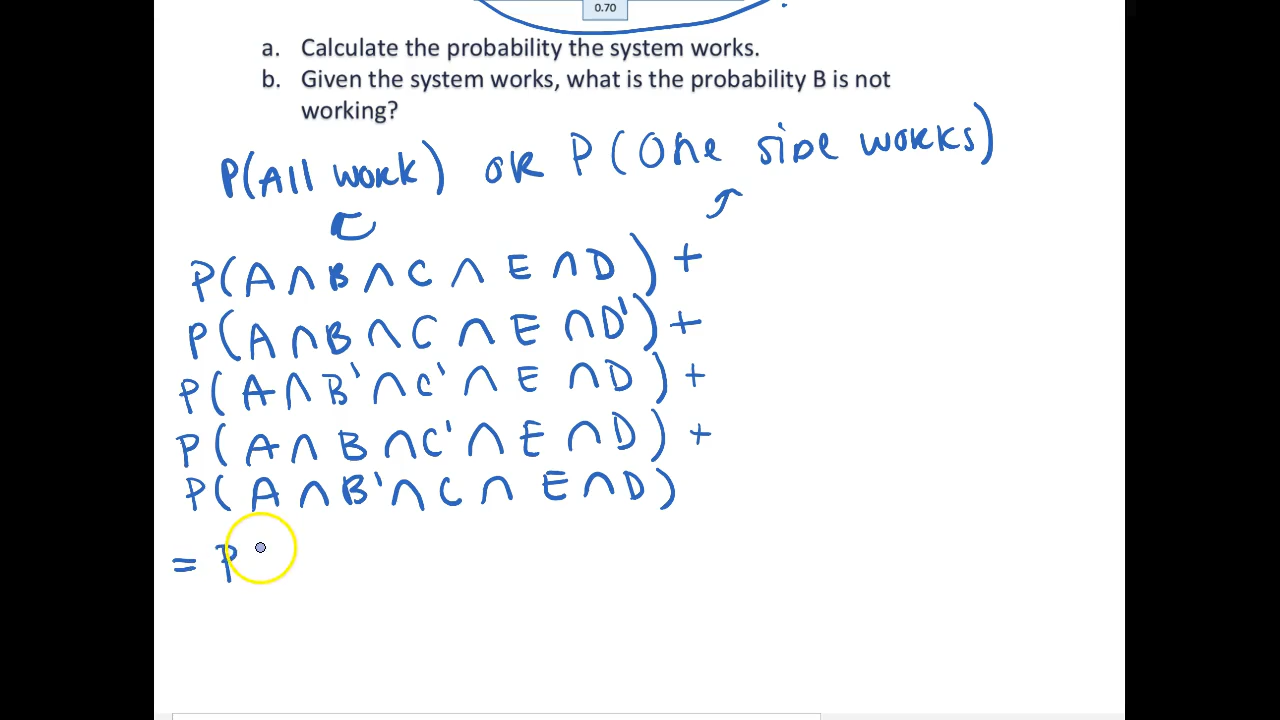 0.70
a. Calculate the probability the system works.
b. Given the system works, what is the probability B is not
working?
P(All work) or P(One side works)
P(A∩B∩C∩E∩D) +
P(A∩B∩C∩E∩D') +
P(A∩B'∩C'∩E∩D) +
P(A∩B∩C'∩E∩D) +
P(A∩B'∩C∩E∩D)
= P